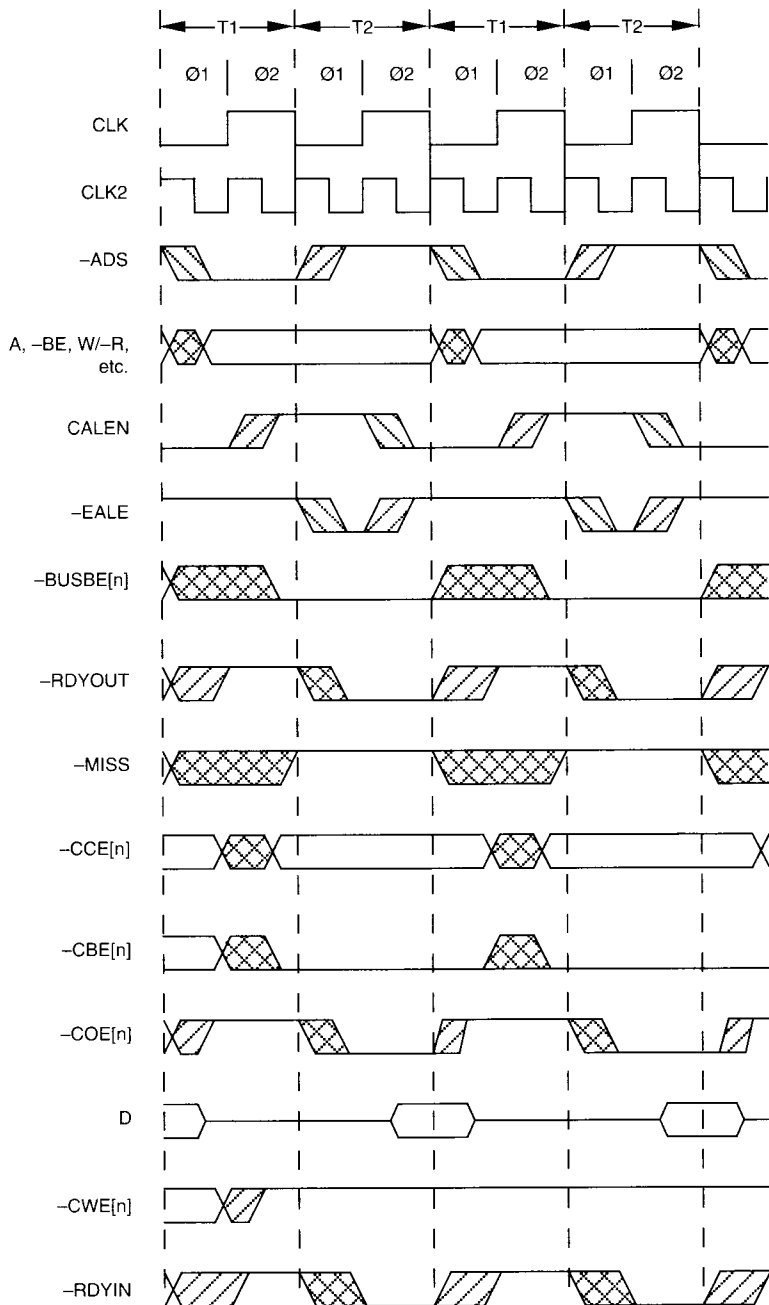 T1 T2 T1 T2
Ø1 Ø2 Ø1 Ø2 Ø1 Ø2 Ø1 Ø2
CLK
CLK2
–ADS
A, –BE, W/–R,
etc.
CALEN
–EALE
–BUSBE[n]
–RDYOUT
–MISS
–CCE[n]
–CBE[n]
–COE[n]
D
–CWE[n]
–RDYIN